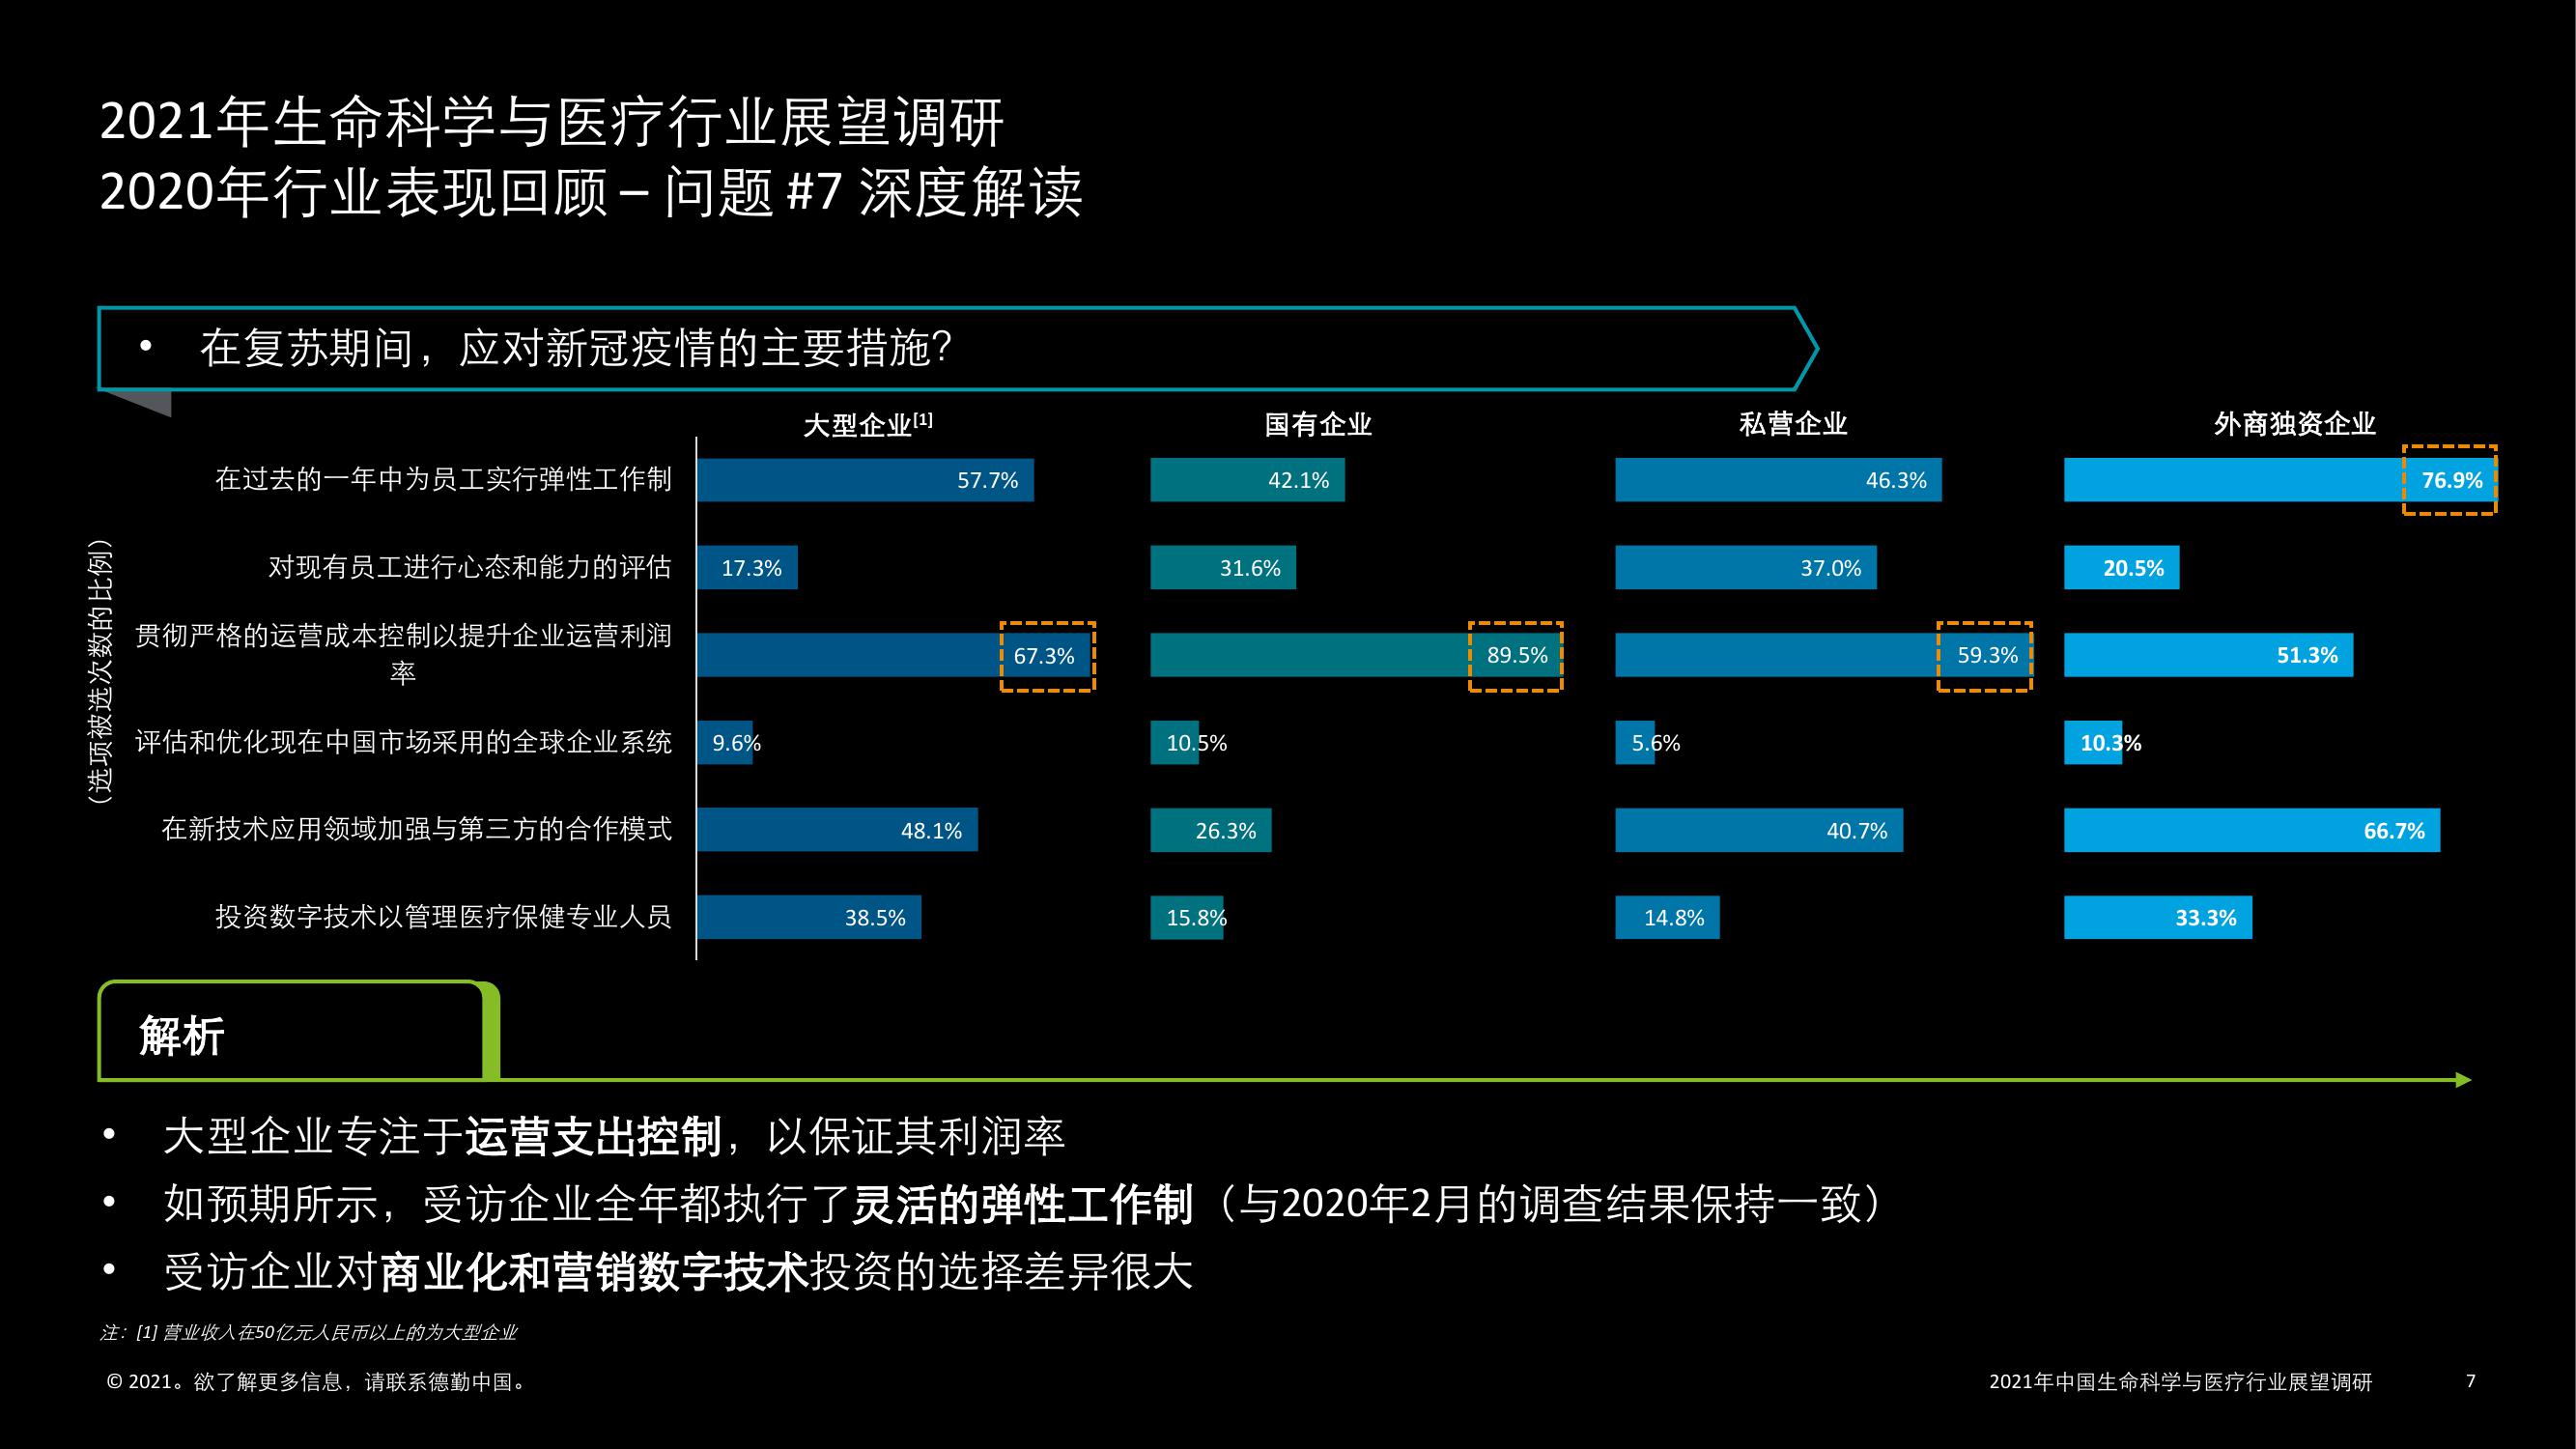 2021年生命科学与医疗行业展望调研
2020年行业表现回顾 – 问题 #7 深度解读
• 在复苏期间，应对新冠疫情的主要措施？
大型企业[1] 国有企业 私营企业 外商独资企业
（选项被选次数的比例）
在过去的一年中为员工实行弹性工作制 57.7% 42.1% 46.3% 76.9%
对现有员工进行心态和能力的评估 17.3% 31.6% 37.0% 20.5%
贯彻严格的运营成本控制以提升企业运营利润
率 67.3% 89.5% 59.3% 51.3%
评估和优化现在中国市场采用的全球企业系统 9.6% 10.5% 5.6% 10.3%
在新技术应用领域加强与第三方的合作模式 48.1% 26.3% 40.7% 66.7%
投资数字技术以管理医疗保健专业人员 38.5% 15.8% 14.8% 33.3%
解析
• 大型企业专注于运营支出控制，以保证其利润率
• 如预期所示，受访企业全年都执行了灵活的弹性工作制（与2020年2月的调查结果保持一致）
• 受访企业对商业化和营销数字技术投资的选择差异很大
注：[1] 营业收入在50亿元人民币以上的为大型企业
© 2021。欲了解更多信息，请联系德勤中国。
2021年中国生命科学与医疗行业展望调研 7